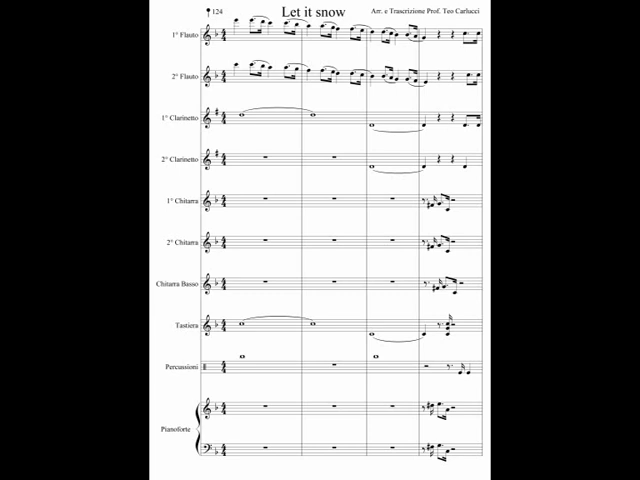 124
Let it snow
Arr. e Trascrizione Prof. Teo Carlucci
1° Flauto
2° Flauto
1° Clarinetto
2° Clarinetto
1° Chitarra
2° Chitarra
Chitarra Basso
Tastiera
Percussioni
Pianoforte